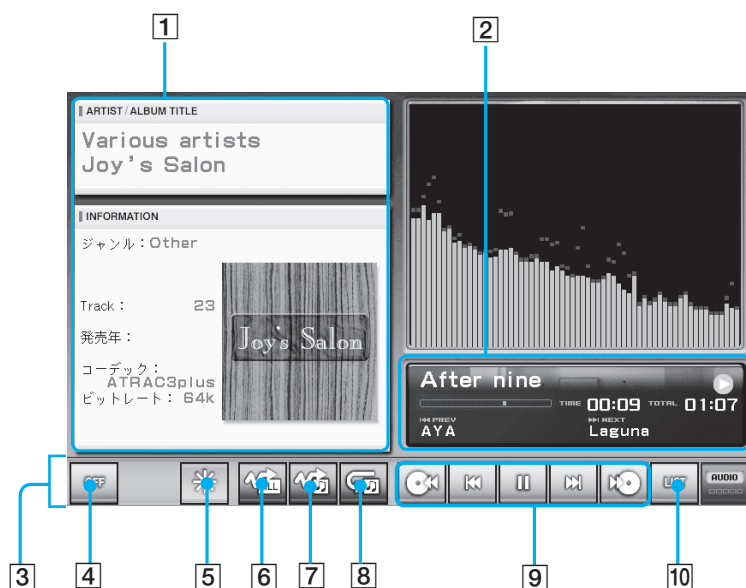 1
2
ARTIST / ALBUM TITLE
Various artists
Joy's Salon
INFORMATION
ジャンル：Other
Track： 23
発売年：
コーデック：
ATRAC3plus
ビットレート： 64k
Joy's Salon
After nine
TIME 00:09 TOTAL 01:07
PREV
AYA
NEXT
Laguna
OFF
ALL
LIST
AUDIO
3
4
5
6
7
8
9
10